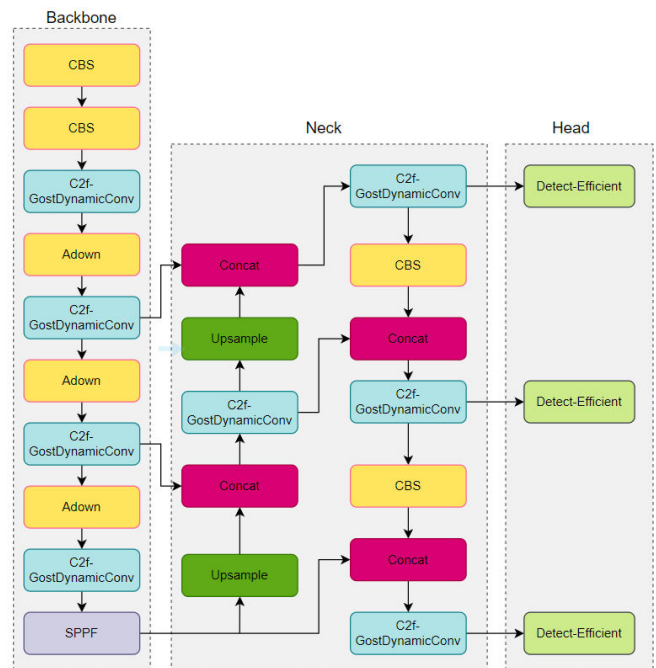 Backbone
CBS
CBS
C2f-
GostDynamicConv
Adown
C2f-
GostDynamicConv
Adown
C2f-
GostDynamicConv
Adown
C2f-
GostDynamicConv
SPPF
Neck
Concat
Upsample
C2f-
GostDynamicConv
Concat
Upsample
C2f-
GostDynamicConv
CBS
Concat
C2f-
GostDynamicConv
CBS
Concat
C2f-
GostDynamicConv
Head
Detect-Efficient
Detect-Efficient
Detect-Efficient